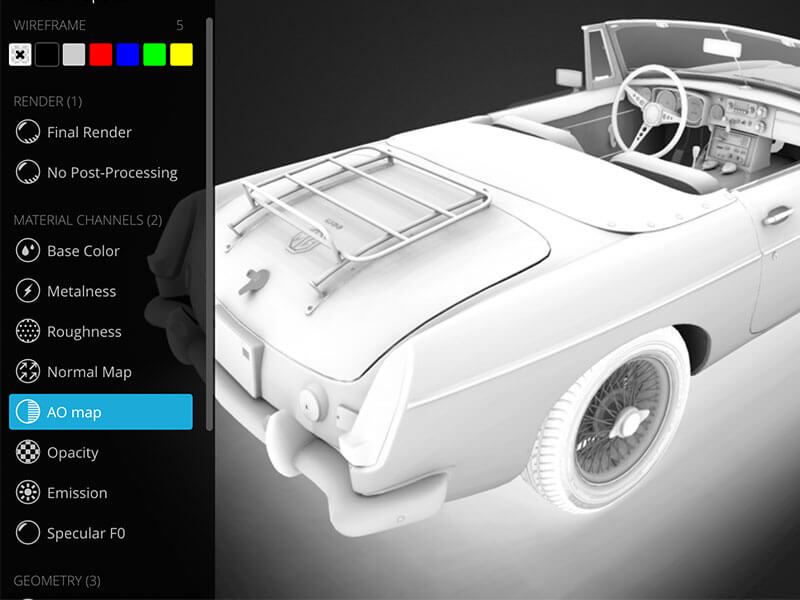 WIREFRAME 5
RENDER (1)
Final Render
No Post-Processing
MATERIAL CHANNELS (2)
Base Color
Metalness
Roughness
Normal Map
AO map
Opacity
Emission
Specular F0
GEOMETRY (3)
MG